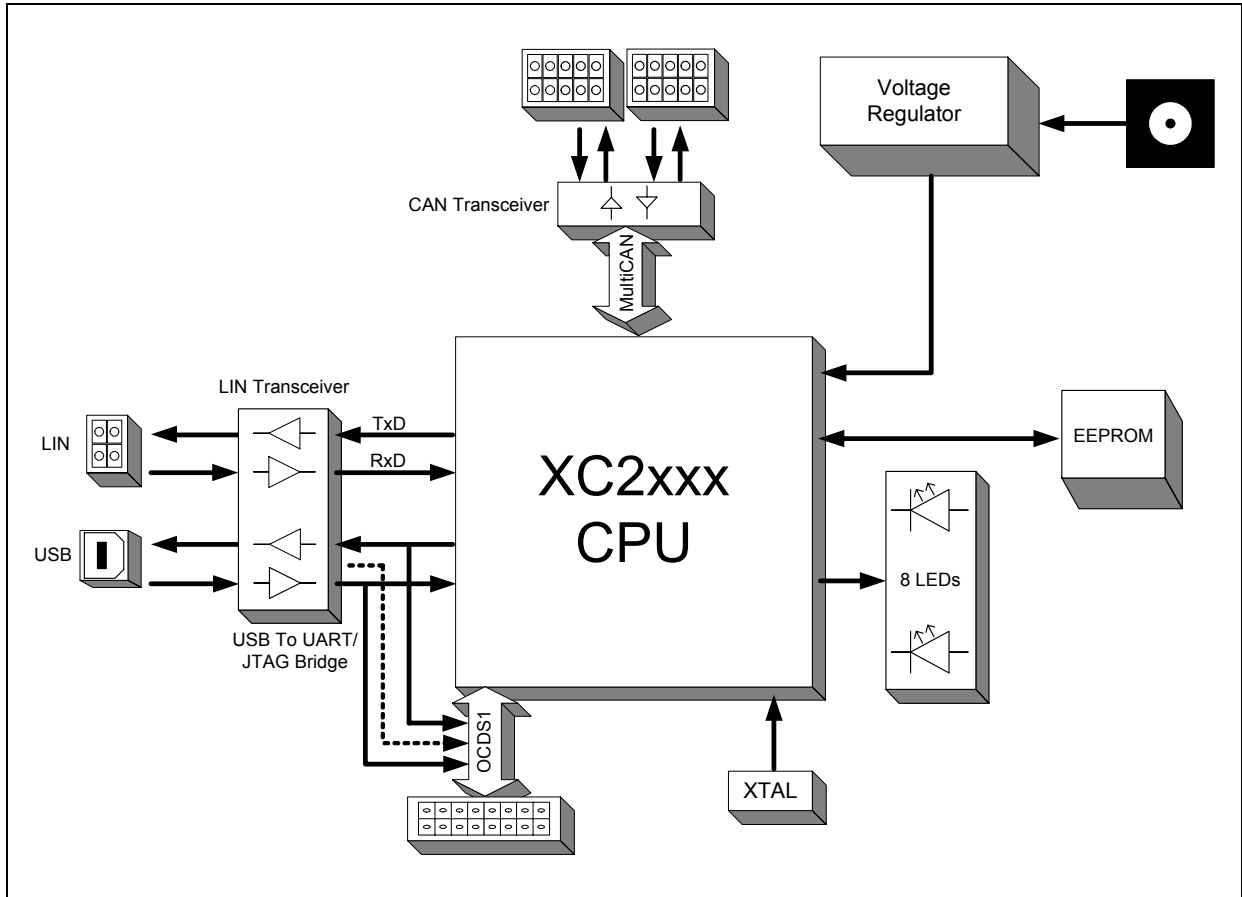 Voltage
Regulator
CAN Transceiver
MultiCAN
LIN Transceiver
TxD
LIN
RxD
EEPROM
XC2xxx
CPU
USB
8 LEDs
USB To UART/
JTAG Bridge
OCDS1
XTAL